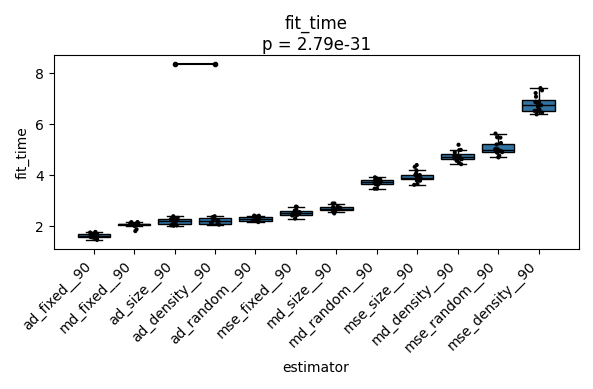 fit_time
p = 2.79e-31
8
6
4
2
fit_time
ad_fixed__90
md_fixed__90
ad_size__90
ad_density__90
ad_random__90
mse_fixed__90
md_size__90
md_random__90
mse_size__90
md_density__90
mse_random__90
mse_density__90
estimator